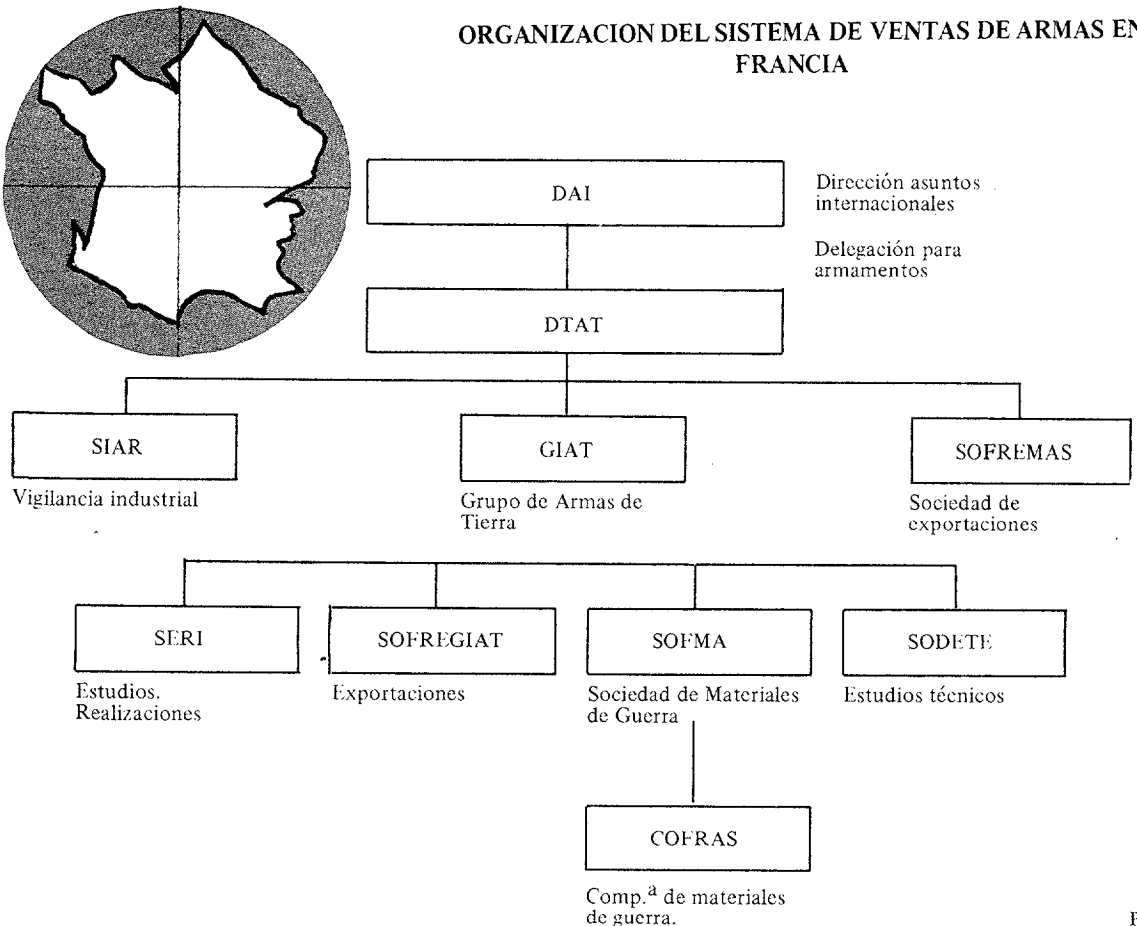 ORGANIZACION DEL SISTEMA DE VENTAS DE ARMAS EN
FRANCIA
DAI
Dirección asuntos
internacionales
Delegación para
armamentos
DTAT
SIAR
Vigilancia industrial
GIAT
Grupo de Armas de
Tierra
SOFREMAS
Sociedad de
exportaciones
SERI
Estudios.
Realizaciones
SOFREGIAT
Exportaciones
SOFMA
Sociedad de Materiales
de Guerra
SODETE
Estudios técnicos
COFRAS
Comp.ª de materiales
de guerra.